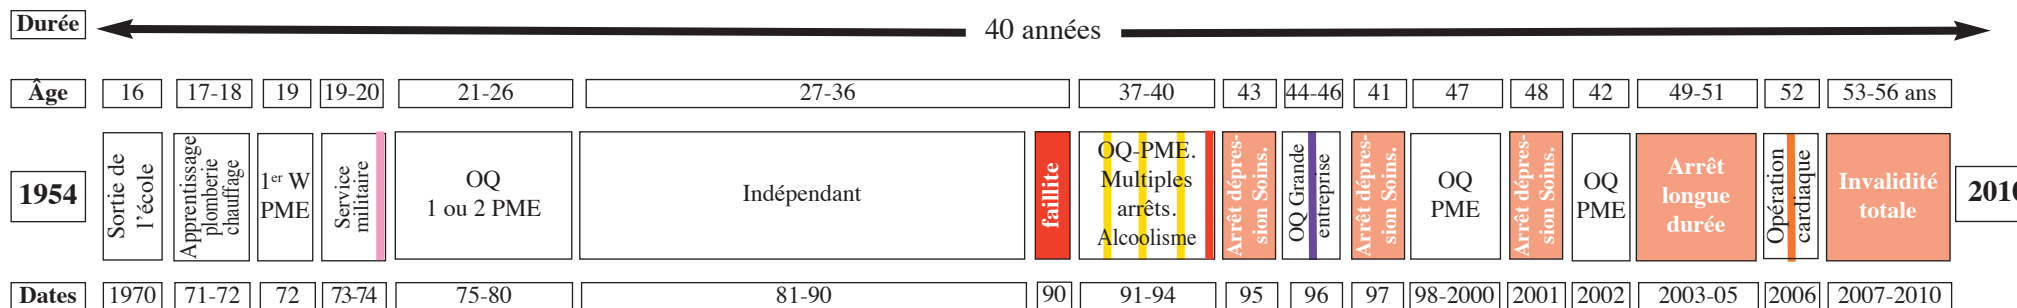 Durée
40 années
Âge
16
17-18
19
19-20
21-26
27-36
37-40
43
44-46
41
47
48
42
49-51
52
53-56 ans
1954
Sortie de
l'école
Apprentissage
plomberie
chauffage
1er W
PME
Service
militaire
OQ
1 ou 2 PME
Indépendant
faillite
OQ-PME.
Multiples
arrêts.
Alcoolisme
Arrêt dépres-
sion Soins.
OQ Grande
entreprise
Arrêt dépres-
sion Soins.
OQ
PME
Arrêt dépres-
sion Soins.
OQ
PME
Arrêt
longue
durée
Opération
cardiaque
Invalidité
totale
2010
Dates
1970
71-72
72
73-74
75-80
81-90
90
91-94
95
96
97
98-2000
2001
2002
2003-05
2006
2007-2010